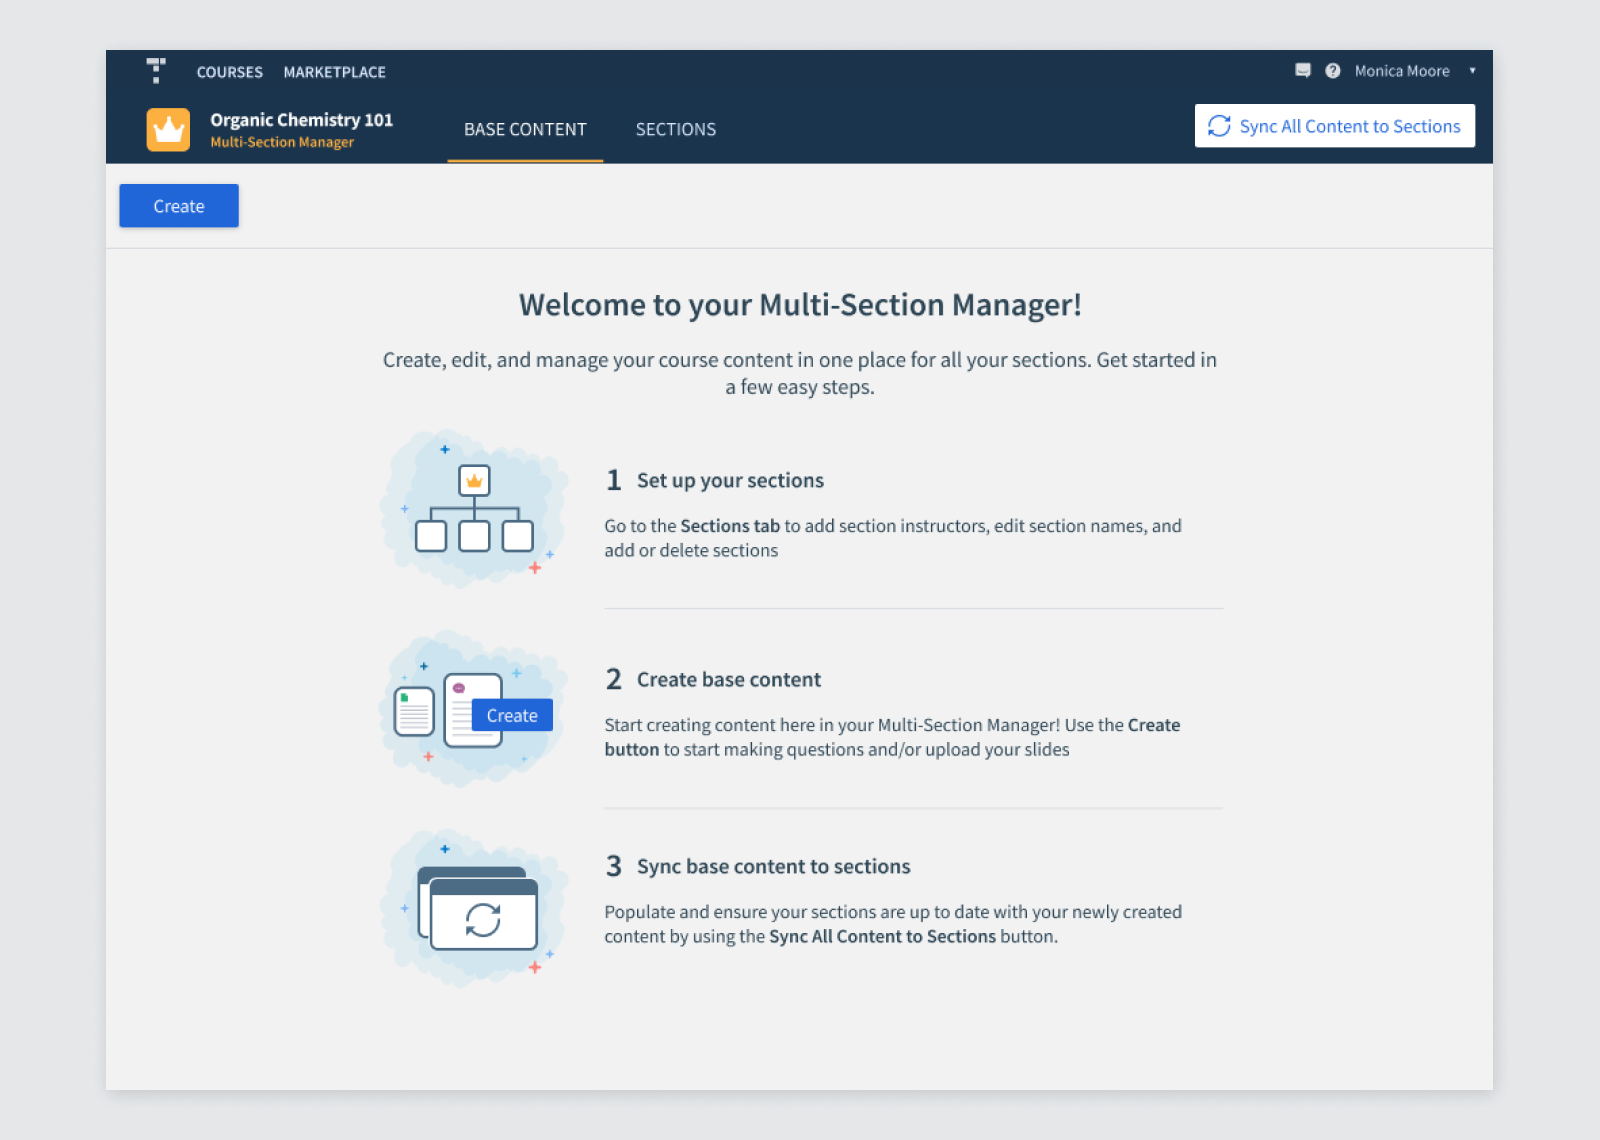 COURSES MARKETPLACE
Monica Moore
Organic Chemistry 101
Multi-Section Manager
BASE CONTENT
SECTIONS
Sync All Content to Sections
Create
Welcome to your Multi-Section Manager!
Create, edit, and manage your course content in one place for all your sections. Get started in
a few easy steps.
1 Set up your sections
Go to the Sections tab to add section instructors, edit section names, and
add or delete sections
2 Create base content
Create
Start creating content here in your Multi-Section Manager! Use the Create
button to start making questions and/or upload your slides
3 Sync base content to sections
Populate and ensure your sections are up to date with your newly created
content by using the Sync All Content to Sections button.